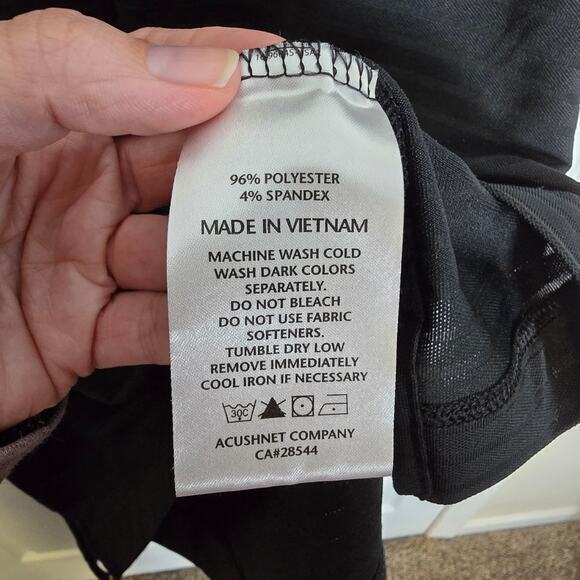 96% POLYESTER
4% SPANDEX
MADE IN VIETNAM
MACHINE WASH COLD
WASH DARK COLORS
SEPARATELY.
DO NOT BLEACH
DO NOT USE FABRIC
SOFTENERS.
TUMBLE DRY LOW
REMOVE IMMEDIATELY
COOL IRON IF NECESSARY
30C
ACUSHNET COMPANY
CA#28544